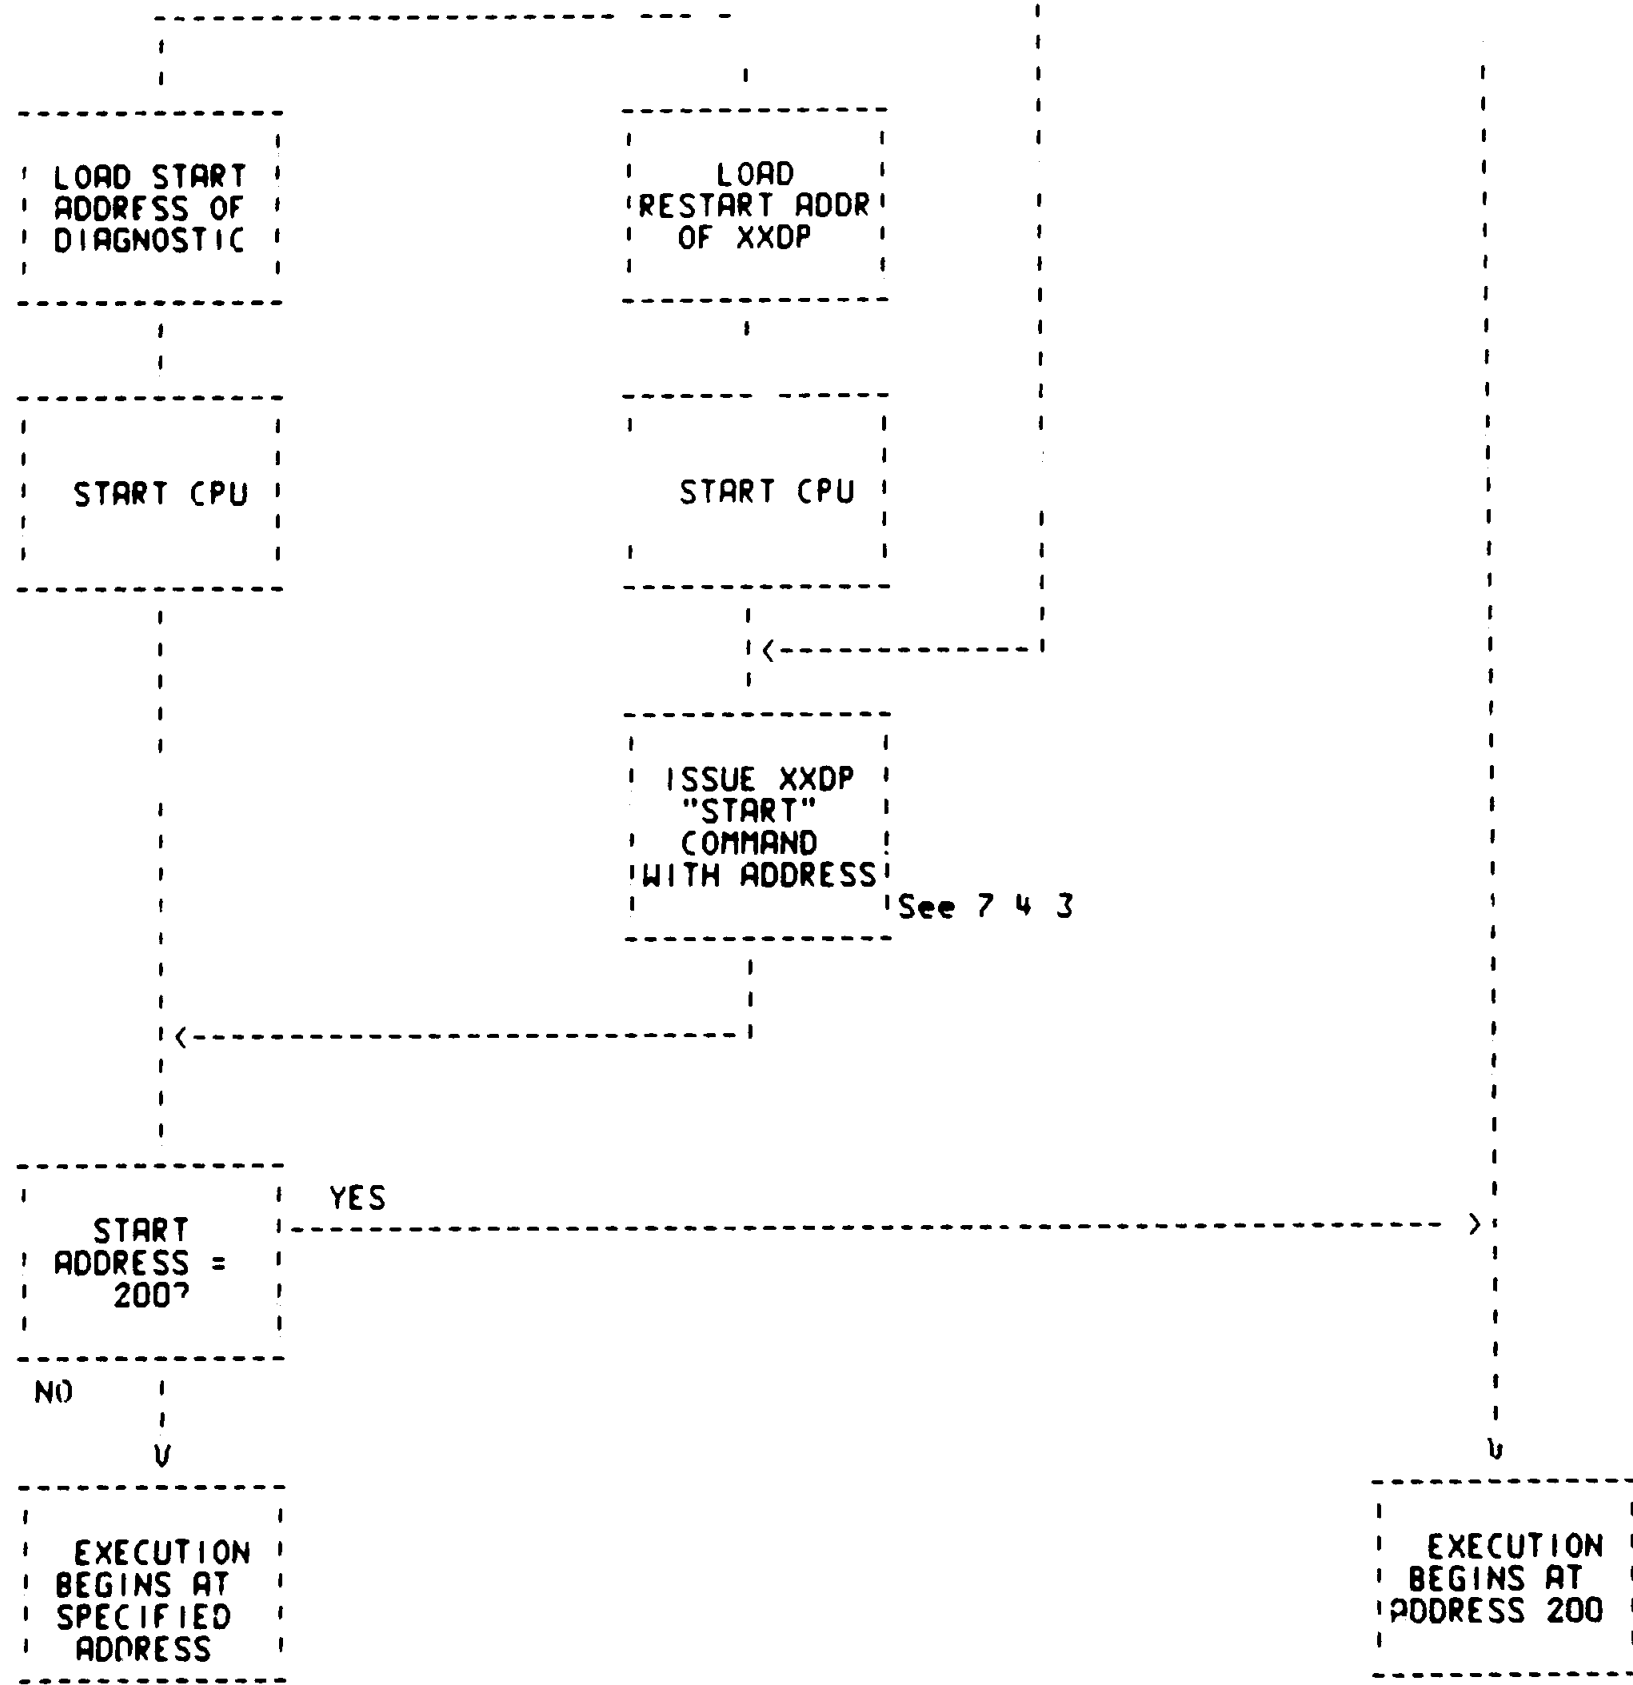 LOAD START
ADDRESS OF
DIAGNOSTIC
LOAD
RESTART ADDR
OF XXDP
START CPU
START CPU
ISSUE XXDP
"START"
COMMAND
WITH ADDRESS
See 7 4 3
START
ADDRESS =
200?
YES
NO
EXECUTION
BEGINS AT
SPECIFIED
ADDRESS
EXECUTION
BEGINS AT
ADDRESS 200